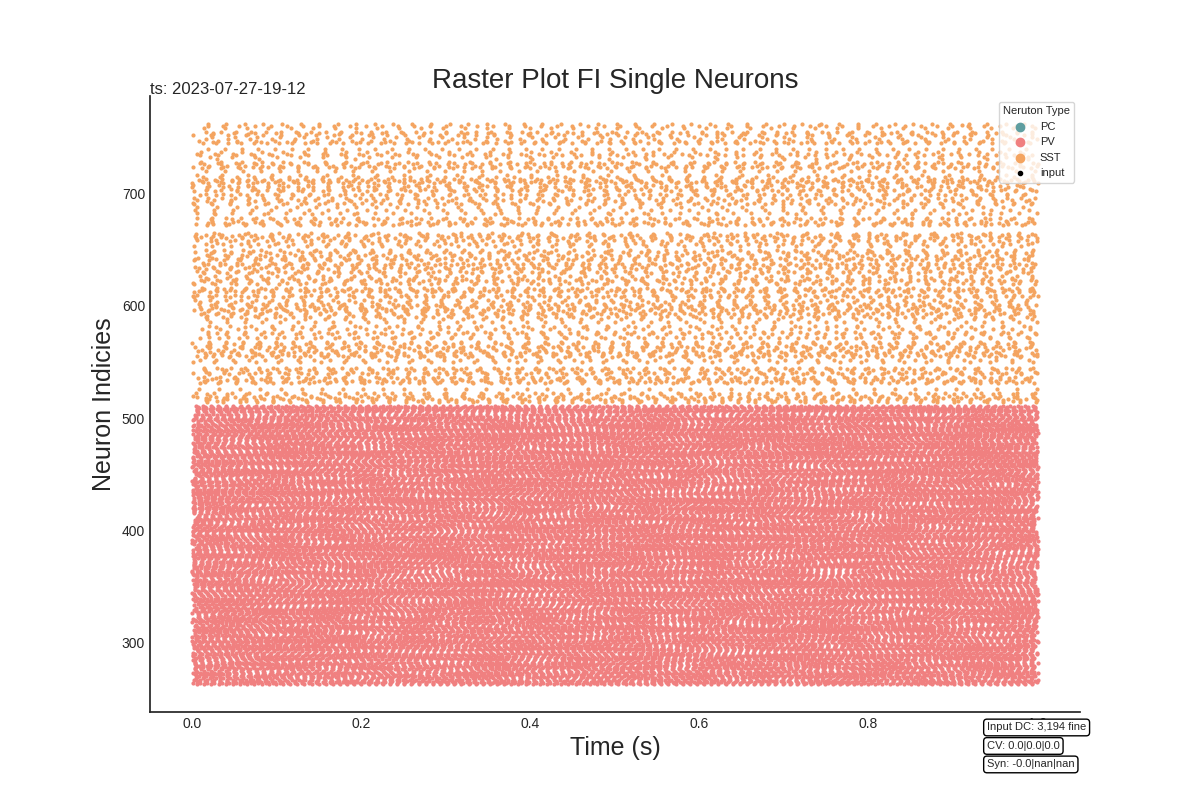 Raster Plot FI Single Neurons
ts: 2023-07-27-19-12
Neruton Type
PC
PV
SST
input
Neuron Indicies
700
600
500
400
300
0.0
0.2
0.4
0.6
0.8
Time (s)
Input DC: 3,194 fine
CV: 0.0|0.0|0.0
Syn: -0.0|nan|nan